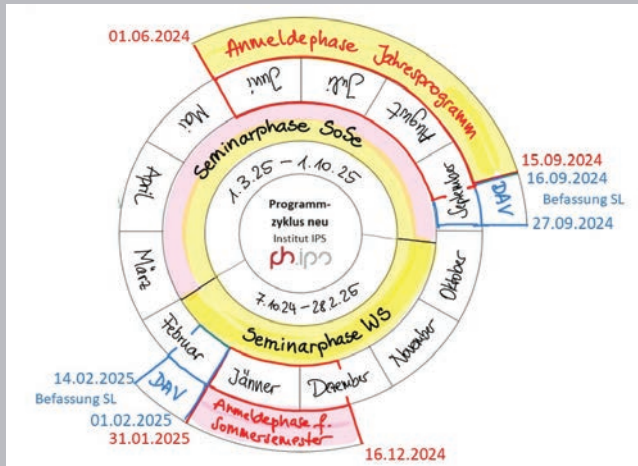 01.06.2024
Anmeldephase Jahresprogramm
Juni
Juli
August
September
15.09.2024
16.09.2024
DAV
Befassung SL
27.09.2024
Mai
April
März
Februar
Jänner
Dezember
November
Oktober
Seminarphase SoSe
1.3.25 – 1.10.25
Programm-
zyklus neu
Institut IPS
ph.ips
7.10.24 – 28.2.25
Seminarphase WS
14.02.2025
Befassung SL
DAV
01.02.2025
31.01.2025
Anmeldephase f.
Sommersemester
16.12.2024